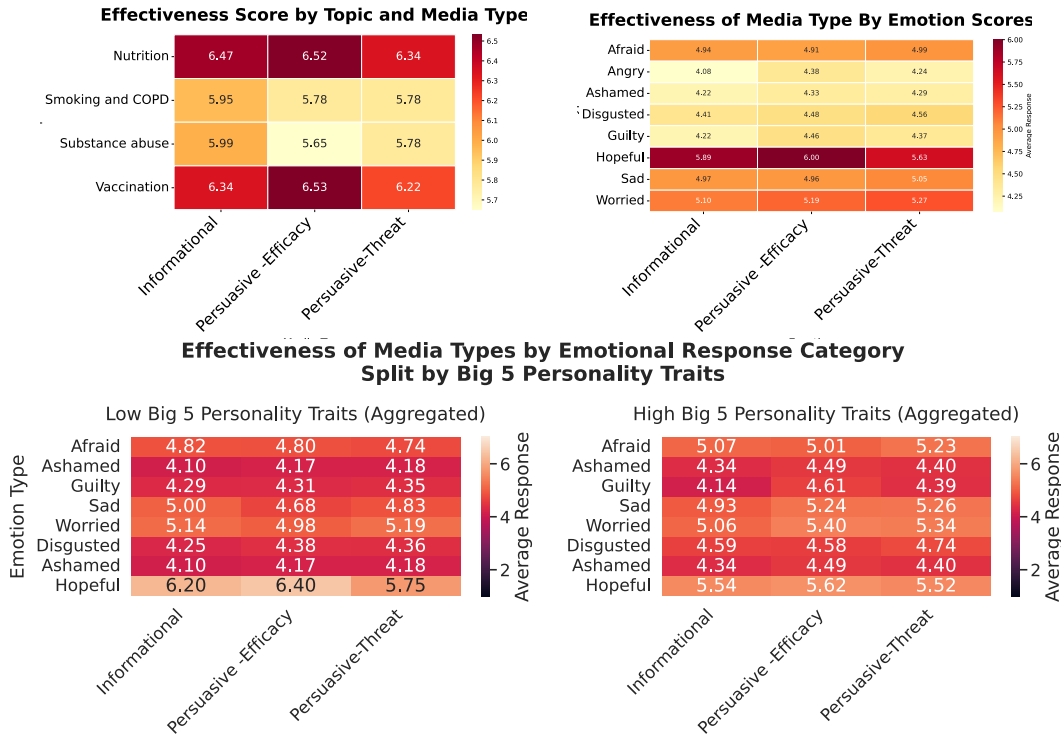 Effectiveness Score by Topic and Media Type
Nutrition 6.47 6.52 6.34
Smoking and COPD 5.95 5.78 5.78
Substance abuse 5.99 5.65 5.78
Vaccination 6.34 6.53 6.22
Informational
Persuasive -Efficacy
Persuasive-Threat
6.5
6.4
6.3
6.2
6.1
6.0
5.9
5.8
5.7
Effectiveness of Media Type By Emotion Scores
Afraid 4.94 4.91 4.99
Angry 4.08 4.38 4.24
Ashamed 4.22 4.33 4.29
Disgusted 4.41 4.48 4.56
Guilty 4.22 4.46 4.37
Hopeful 5.89 6.00 5.63
Sad 4.97 4.96 5.05
Worried 5.10 5.19 5.27
Informational
Persuasive -Efficacy
Persuasive-Threat
6.00
5.75
5.50
5.25
5.00
4.75
4.50
4.25
Average Response
Effectiveness of Media Types by Emotional Response Category
Split by Big 5 Personality Traits
Low Big 5 Personality Traits (Aggregated)
Emotion Type
Afraid 4.82 4.80 4.74
Ashamed 4.10 4.17 4.18
Guilty 4.29 4.31 4.35
Sad 5.00 4.68 4.83
Worried 5.14 4.98 5.19
Disgusted 4.25 4.38 4.36
Ashamed 4.10 4.17 4.18
Hopeful 6.20 6.40 5.75
Informational
Persuasive -Efficacy
Persuasive-Threat
6
4
2
Average Response
High Big 5 Personality Traits (Aggregated)
Afraid 5.07 5.01 5.23
Ashamed 4.34 4.49 4.40
Guilty 4.14 4.61 4.39
Sad 4.93 5.24 5.26
Worried 5.06 5.40 5.34
Disgusted 4.59 4.58 4.74
Ashamed 4.34 4.49 4.40
Hopeful 5.54 5.62 5.52
Informational
Persuasive -Efficacy
Persuasive-Threat
6
4
2
Average Response